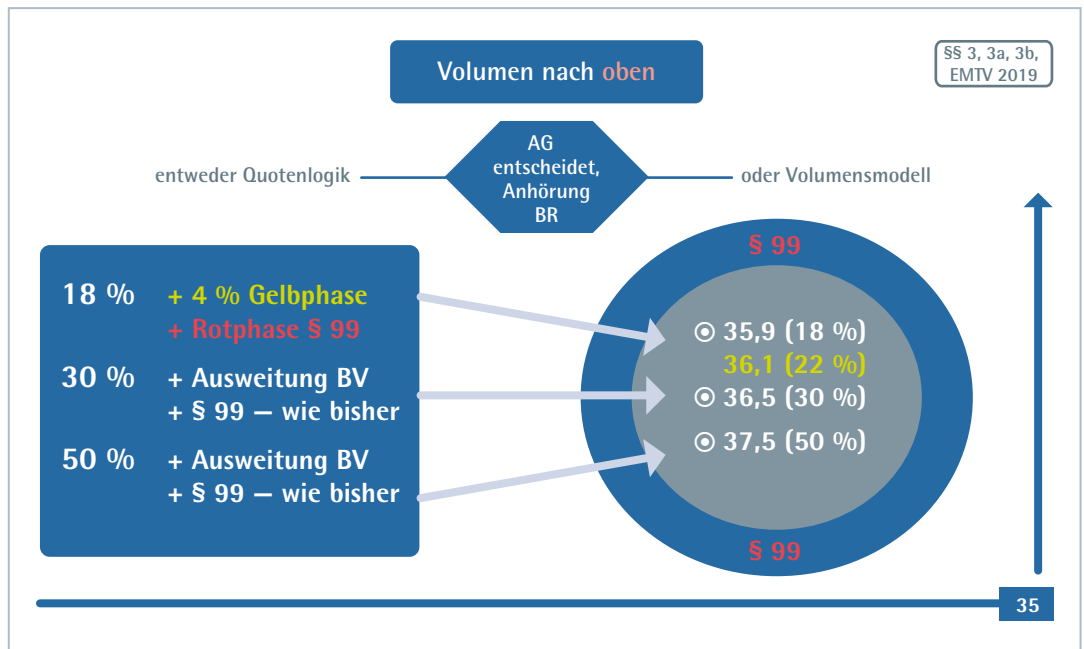 Volumen nach oben
§§ 3, 3a, 3b,
EMTV 2019
AG
entscheidet,
Anhörung
BR
entweder Quotenlogik
oder Volumensmodell
18 % + 4 % Gelbphase
+ Rotphase § 99
30 % + Ausweitung BV
+ § 99 – wie bisher
50 % + Ausweitung BV
+ § 99 – wie bisher
§ 99
35,9 (18 %)
36,1 (22 %)
36,5 (30 %)
37,5 (50 %)
§ 99
35